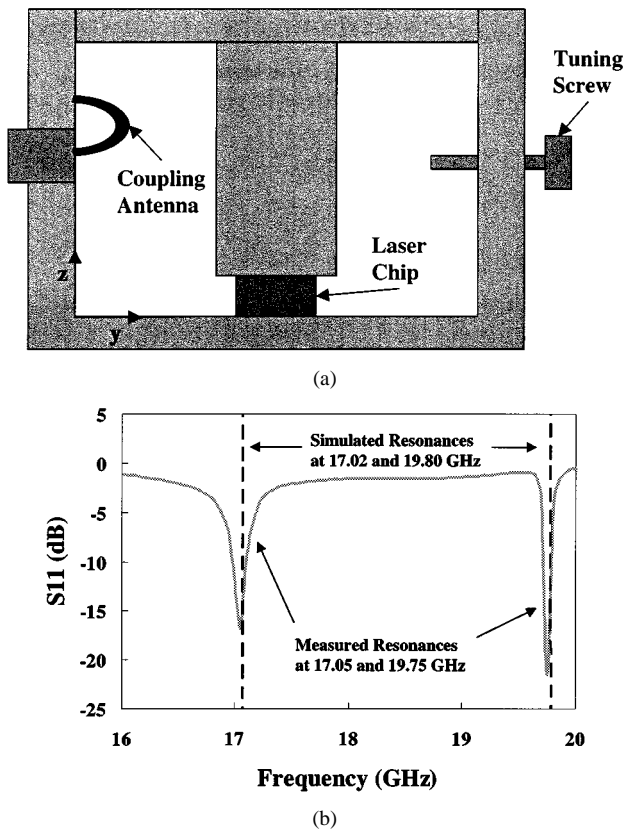 Tuning
Screw
Coupling
Antenna
Laser
Chip
z
y
(a)
5
0
-5
-10
-15
-20
-25
S11 (dB)
Simulated Resonances
at 17.02 and 19.80 GHz
Measured Resonances
at 17.05 and 19.75 GHz
16 17 18 19 20
Frequency (GHz)
(b)